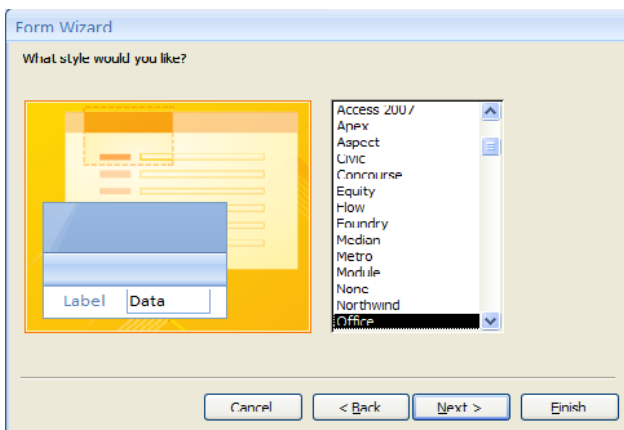 Form Wizard
What style would you like?
Access 2007
Apex
Aspect
Civic
Concourse
Equity
Flow
Foundry
Median
Metro
Module
None
Northwind
Office
Label Data
Cancel < Back Next > Finish